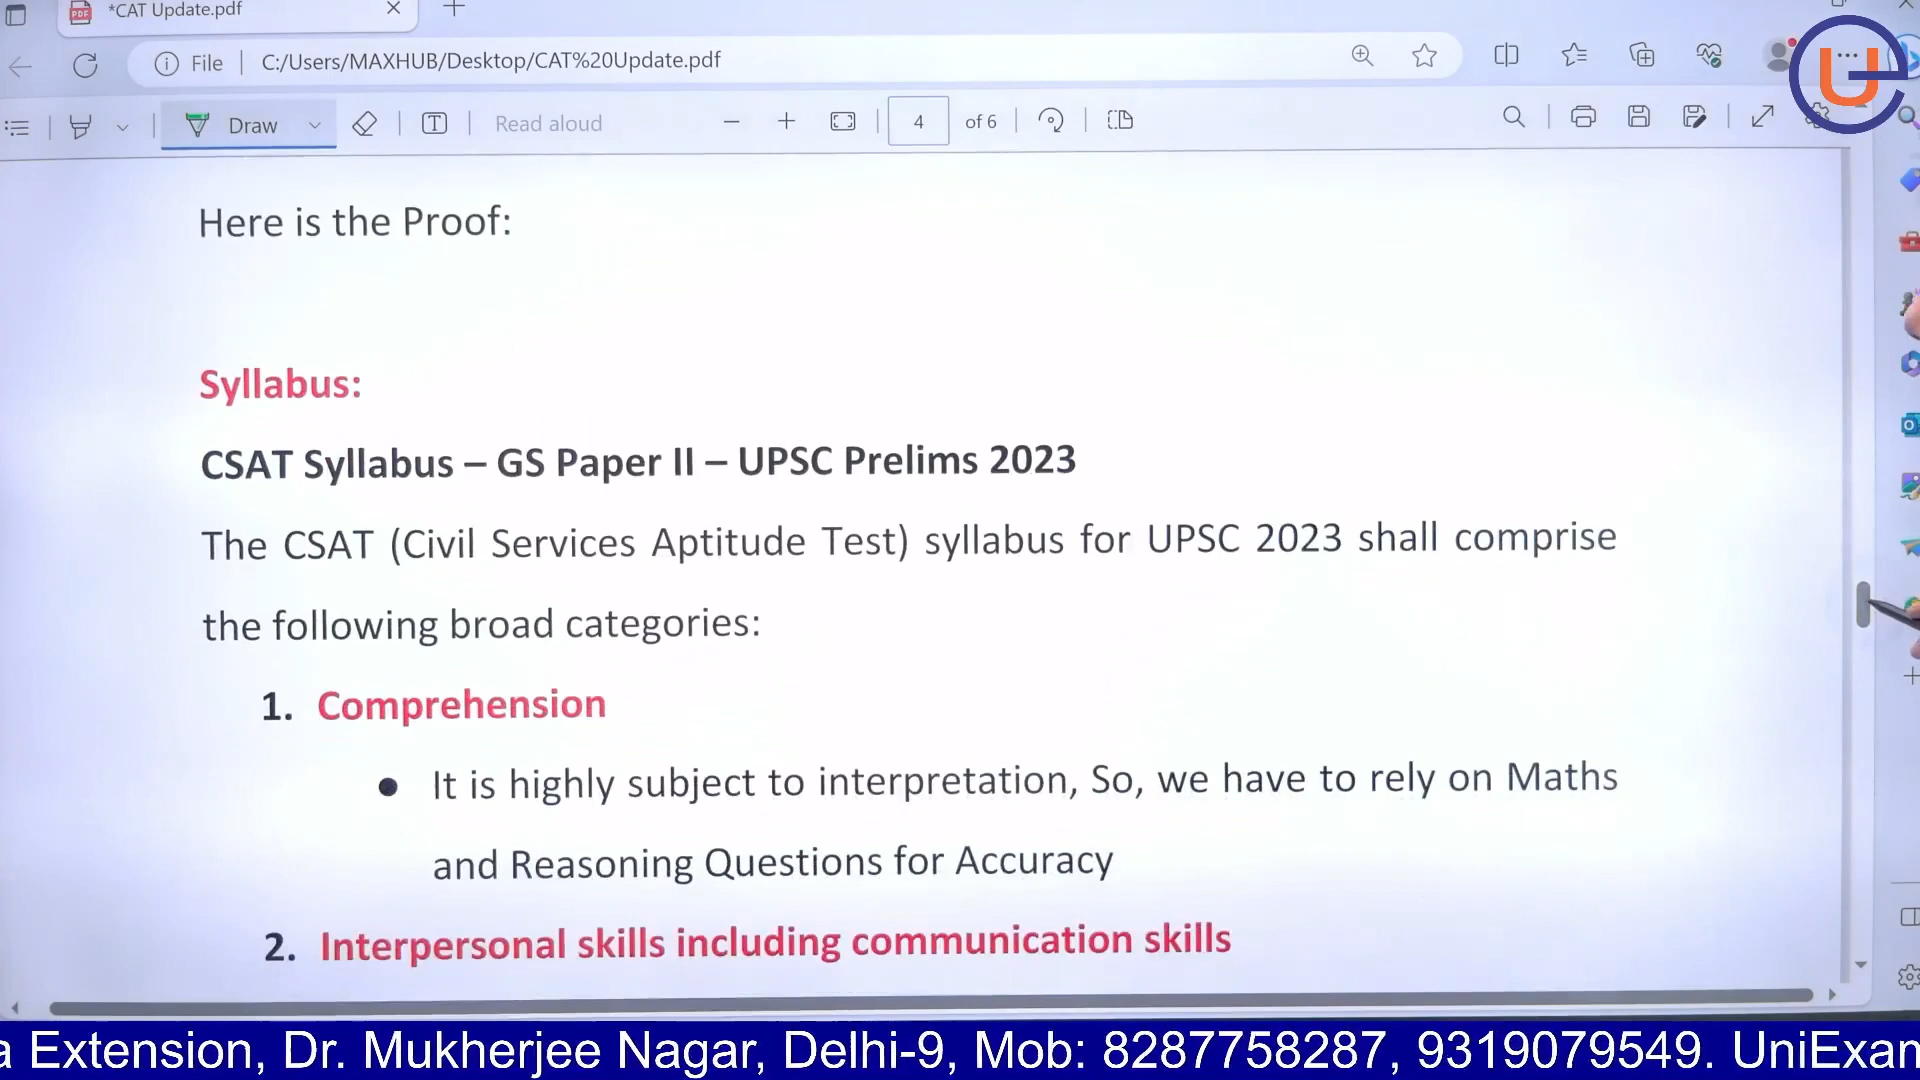 *CAT Update.pdf
File
C:/Users/MAXHUB/Desktop/CAT%20Update.pdf
Draw
Read aloud
4
of 6
Here is the Proof:
Syllabus:
CSAT Syllabus – GS Paper II – UPSC Prelims 2023
The CSAT (Civil Services Aptitude Test) syllabus for UPSC 2023 shall comprise
the following broad categories:
1. Comprehension
● It is highly subject to interpretation, So, we have to rely on Maths
and Reasoning Questions for Accuracy
2. Interpersonal skills including communication skills
a Extension, Dr. Mukherjee Nagar, Delhi-9, Mob: 8287758287, 9319079549. UniExam